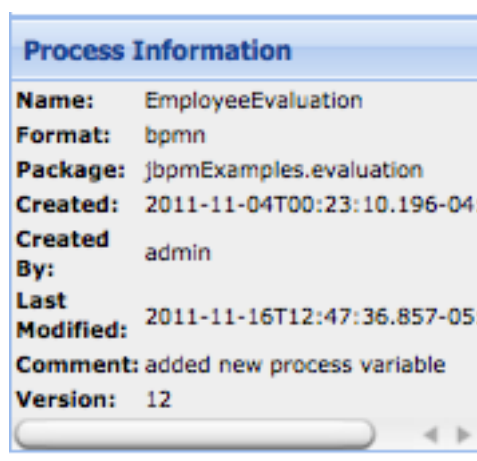 Process Information
Name: EmployeeEvaluation
Format: bpmn
Package: jbpmExamples.evaluation
Created: 2011-11-04T00:23:10.196-04
Created
By: admin
Last
Modified: 2011-11-16T12:47:36.857-05
Comment: added new process variable
Version: 12